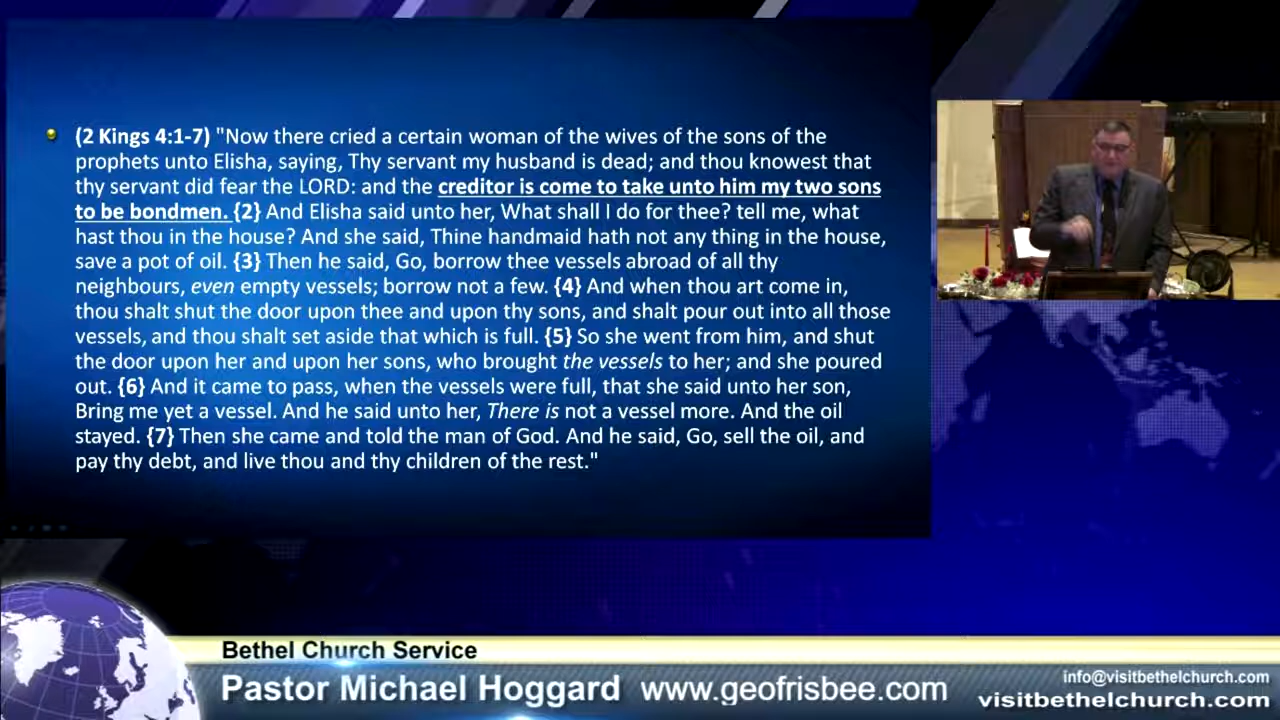 (2 Kings 4:1-7) "Now there cried a certain woman of the wives of the sons of the
prophets unto Elisha, saying, Thy servant my husband is dead; and thou knowest that
thy servant did fear the LORD: and the creditor is come to take unto him my two sons
to be bondmen. {2} And Elisha said unto her, What shall I do for thee? tell me, what
hast thou in the house? And she said, Thine handmaid hath not any thing in the house,
save a pot of oil. {3} Then he said, Go, borrow thee vessels abroad of all thy
neighbours, even empty vessels; borrow not a few. {4} And when thou art come in,
thou shalt shut the door upon thee and upon thy sons, and shalt pour out into all those
vessels, and thou shalt set aside that which is full. {5} So she went from him, and shut
the door upon her and upon her sons, who brought the vessels to her; and she poured
out. {6} And it came to pass, when the vessels were full, that she said unto her son,
Bring me yet a vessel. And he said unto her, There is not a vessel more. And the oil
stayed. {7} Then she came and told the man of God. And he said, Go, sell the oil, and
pay thy debt, and live thou and thy children of the rest."
Bethel Church Service
Pastor Michael Hoggard www.geofrisbee.com
info@visitbethelchurch.com
visitbethelchurch.com